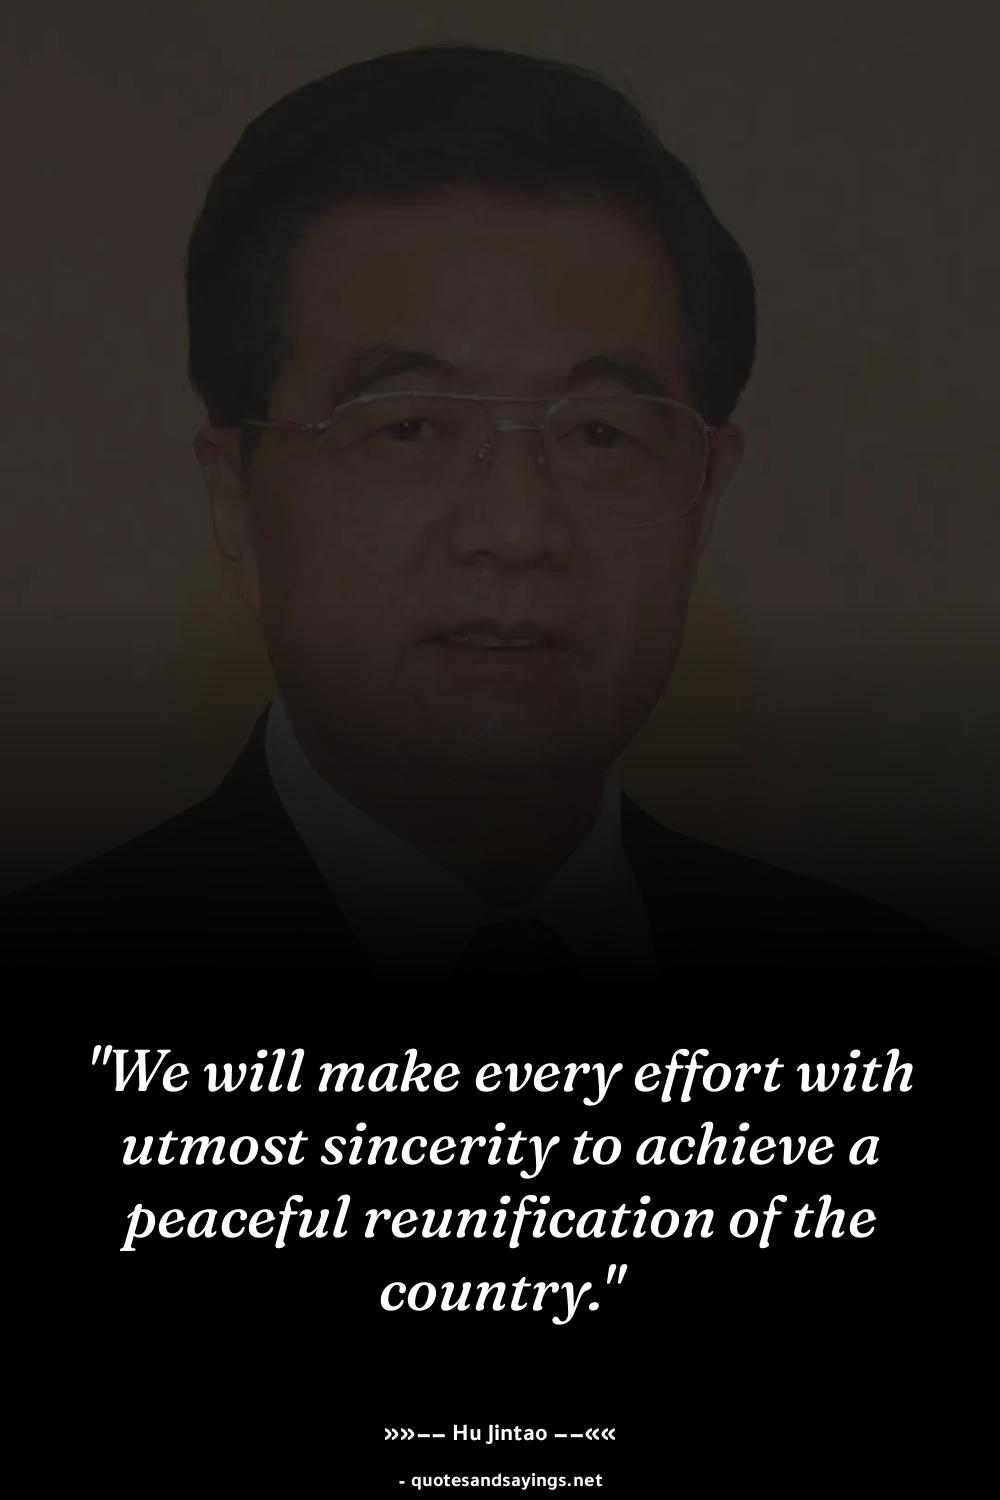 "We will make every effort with
utmost sincerity to achieve a
peaceful reunification of the
country."
»»–– Hu Jintao ––««
- quotesandsayings.net